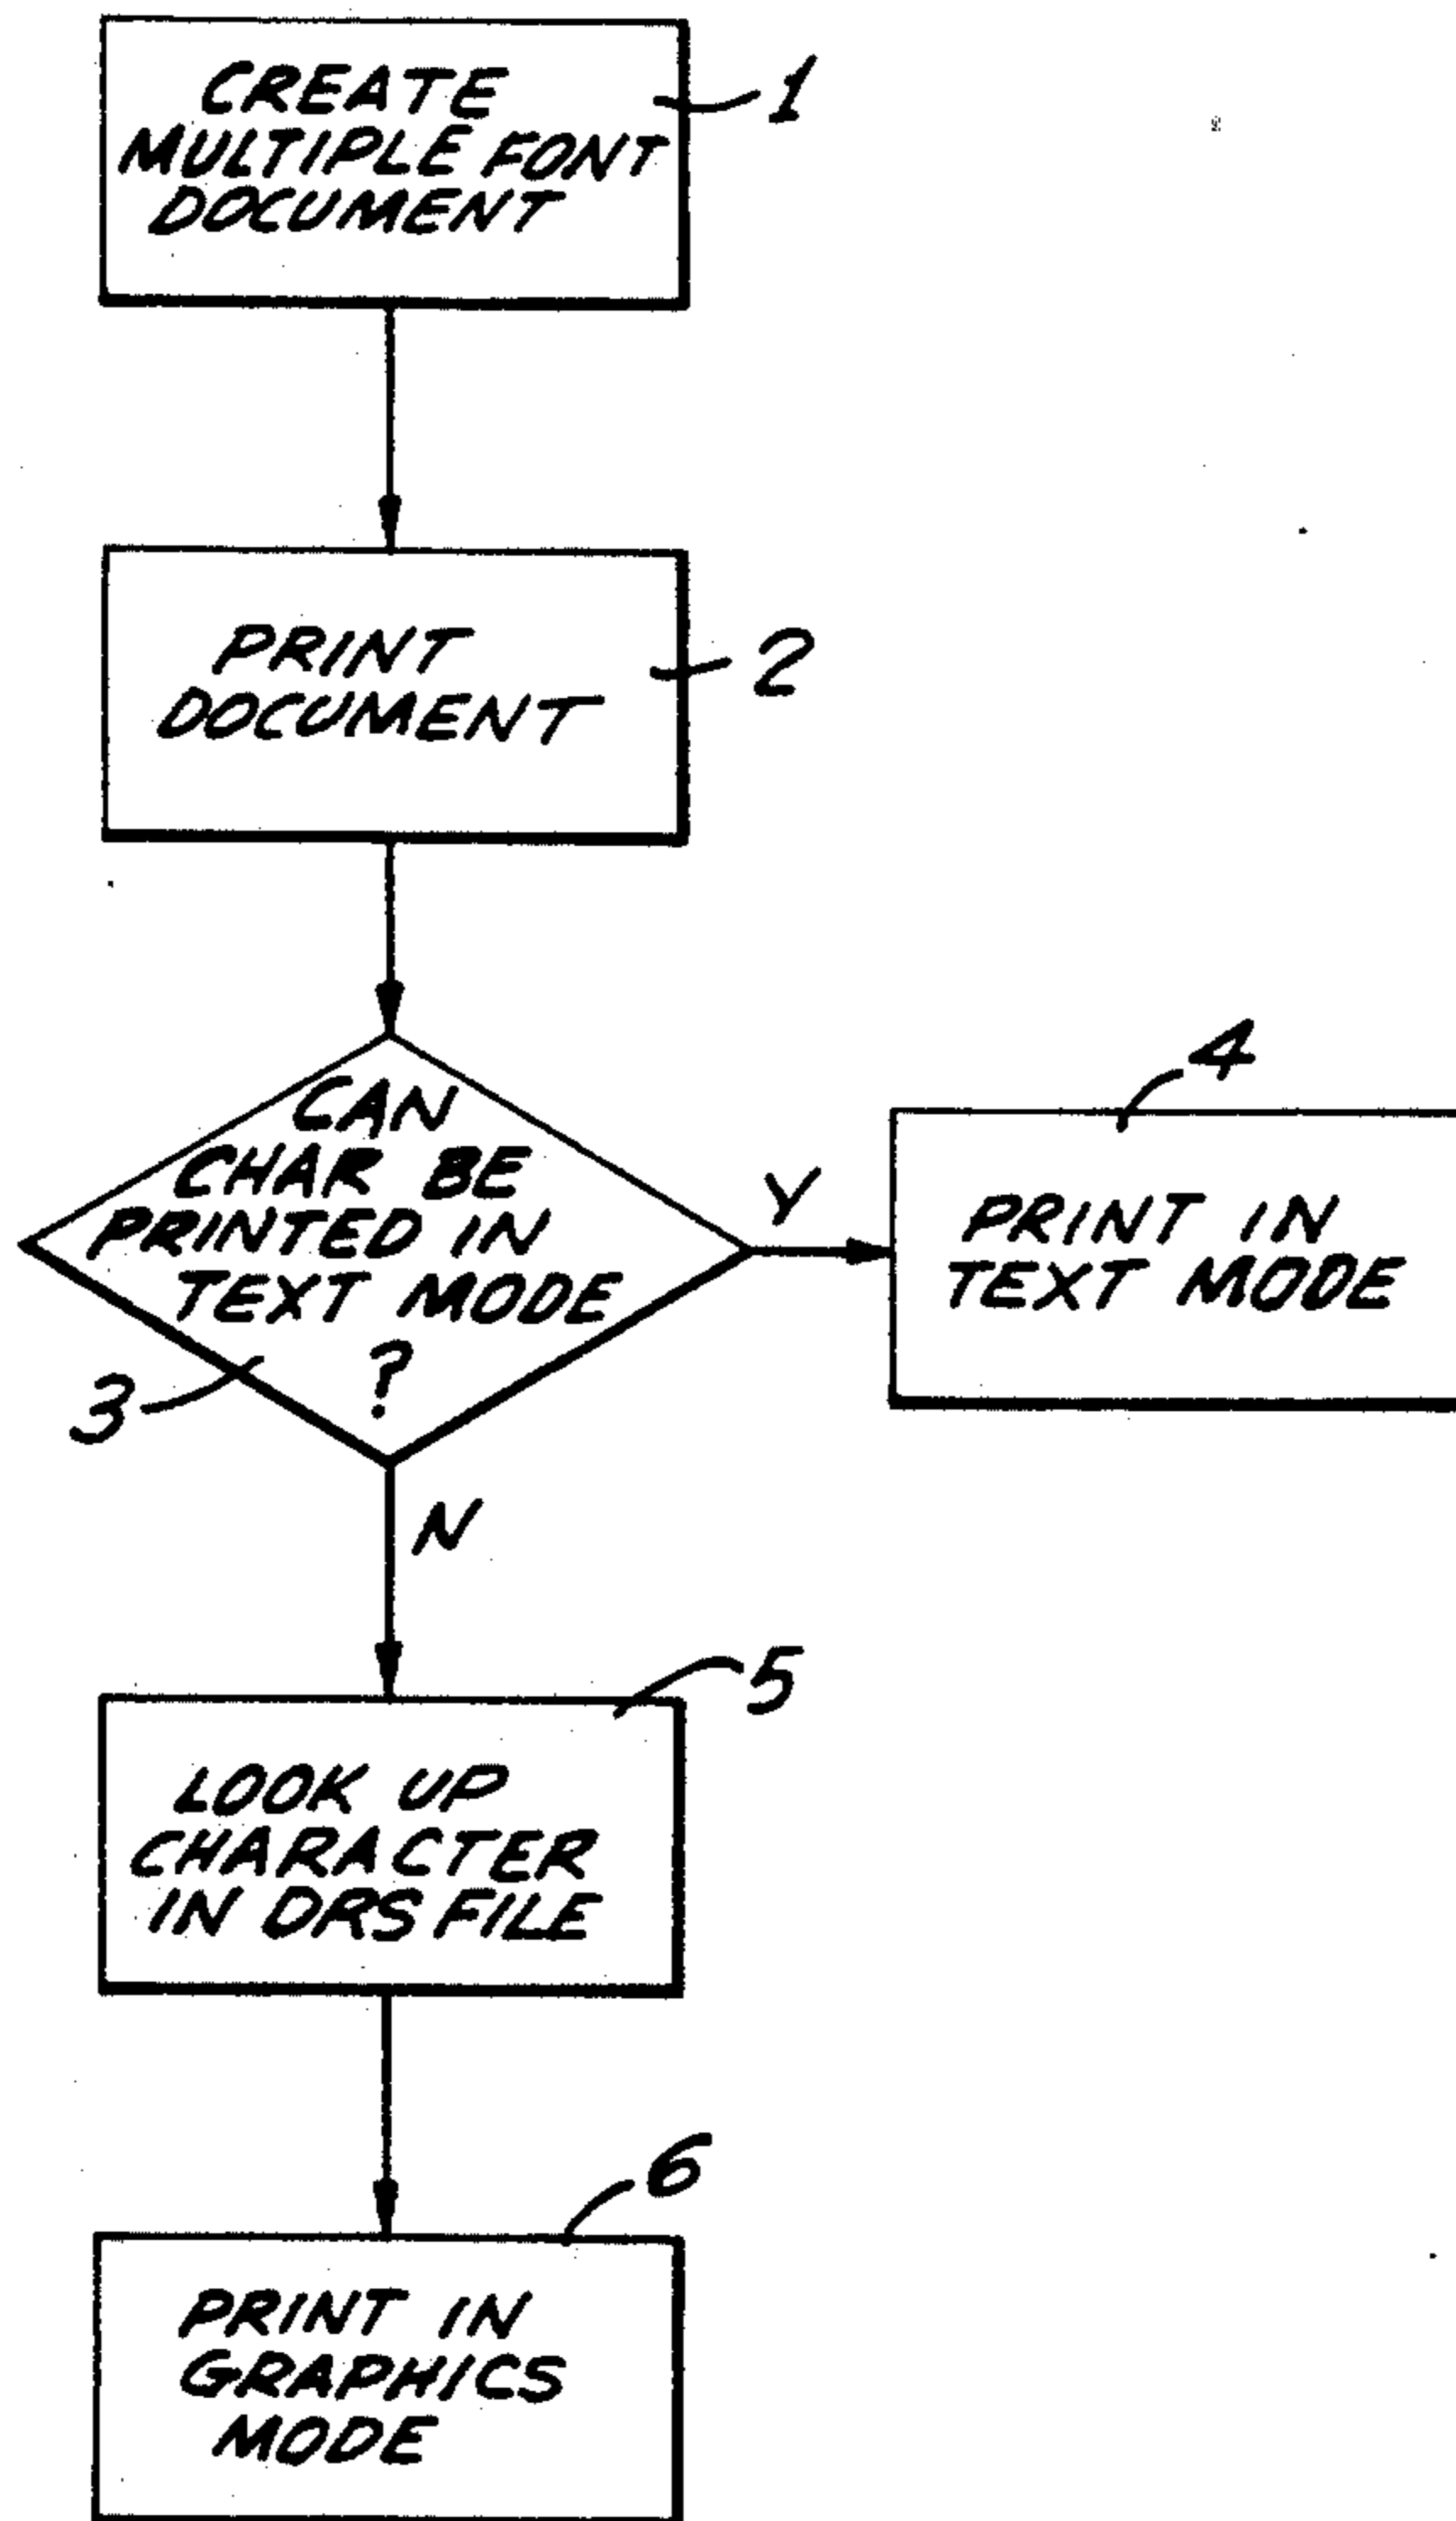 CREATE
MULTIPLE FONT
DOCUMENT
1
PRINT
DOCUMENT
2
CAN
CHAR BE
PRINTED IN
TEXT MODE
?
3
Y
4
PRINT IN
TEXT MODE
N
5
LOOK UP
CHARACTER
IN DRS FILE
6
PRINT IN
GRAPHICS
MODE